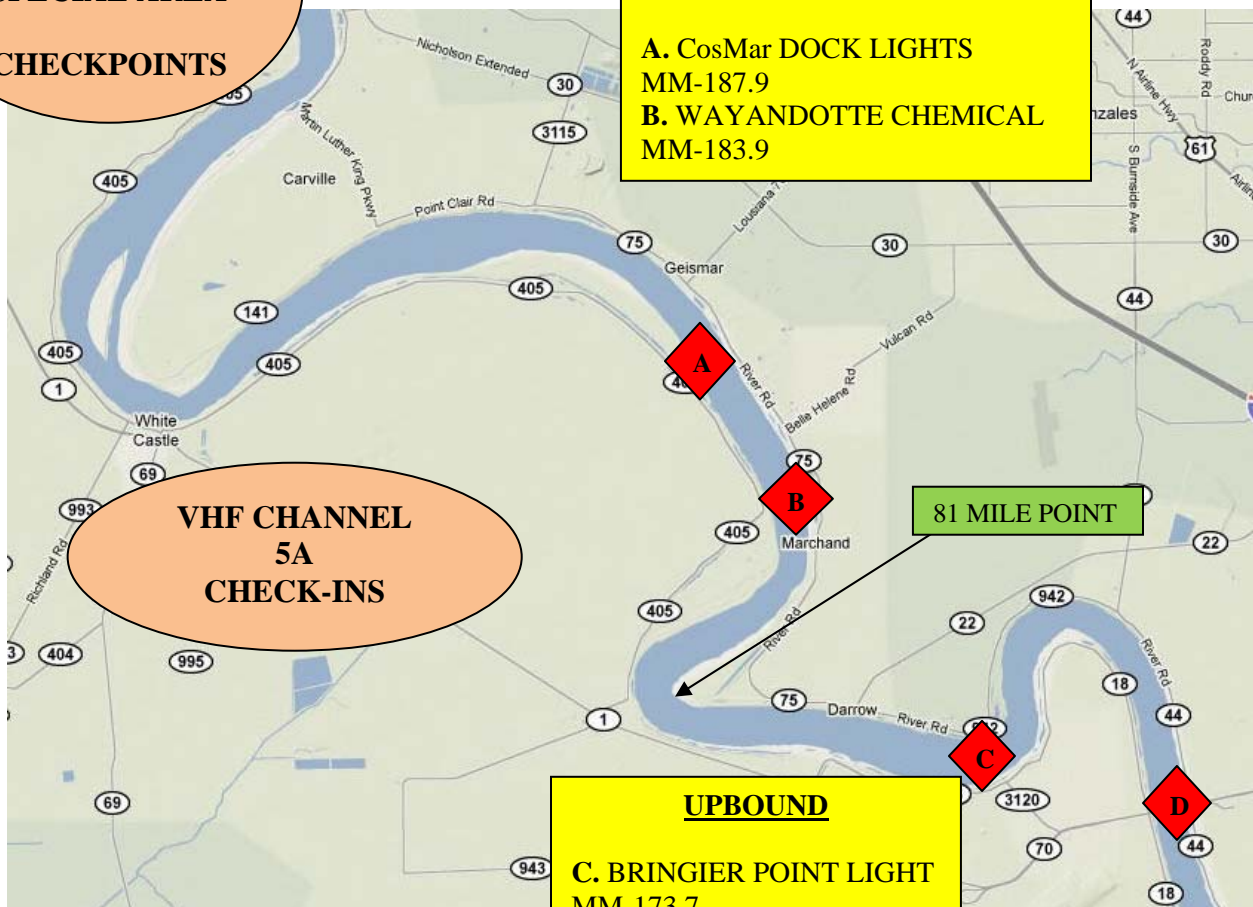 CHECKPOINTS
A. CosMar DOCK LIGHTS
MM-187.9
B. WAYANDOTTE CHEMICAL
MM-183.9
44
Nicholson Extended
30
3115
N Airline Hwy
Roddy Rd
61
S Burnside Ave
Martin Luther King Pkwy
405
Carville
Point Clair Rd
75
30
30
Geismar
405
141
44
405
405
1
Vulcan Rd
A
River Rd
Belle Helene Rd
White
Castle
69
75
993
VHF CHANNEL
5A
CHECK-INS
B
81 MILE POINT
405
Marchand
22
Richland Rd
405
942
22
River Rd
River Rd
404
995
18
75
Darrow
River Rd
44
1
C
69
UPBOUND
3120
D
70
44
943
C. BRINGIER POINT LIGHT
MM-173.7
18